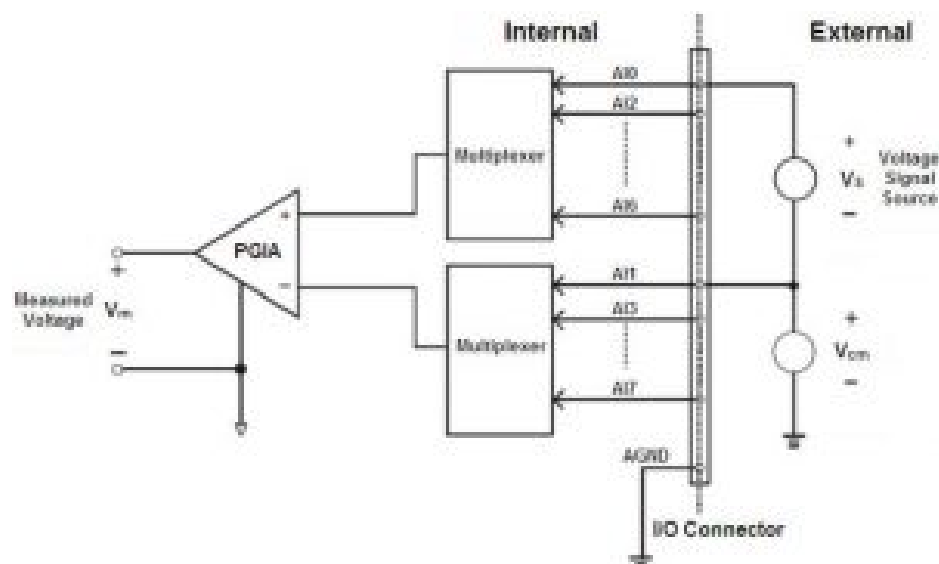 Internal
External
AI0
AI2
Multiplexer
AI6
+
Vs
−
Voltage
Signal
Source
+
PGIA
−
+
Measured
Voltage
Vm
−
AI1
AI3
Multiplexer
AI7
+
Vcm
−
AGND
I/O Connector